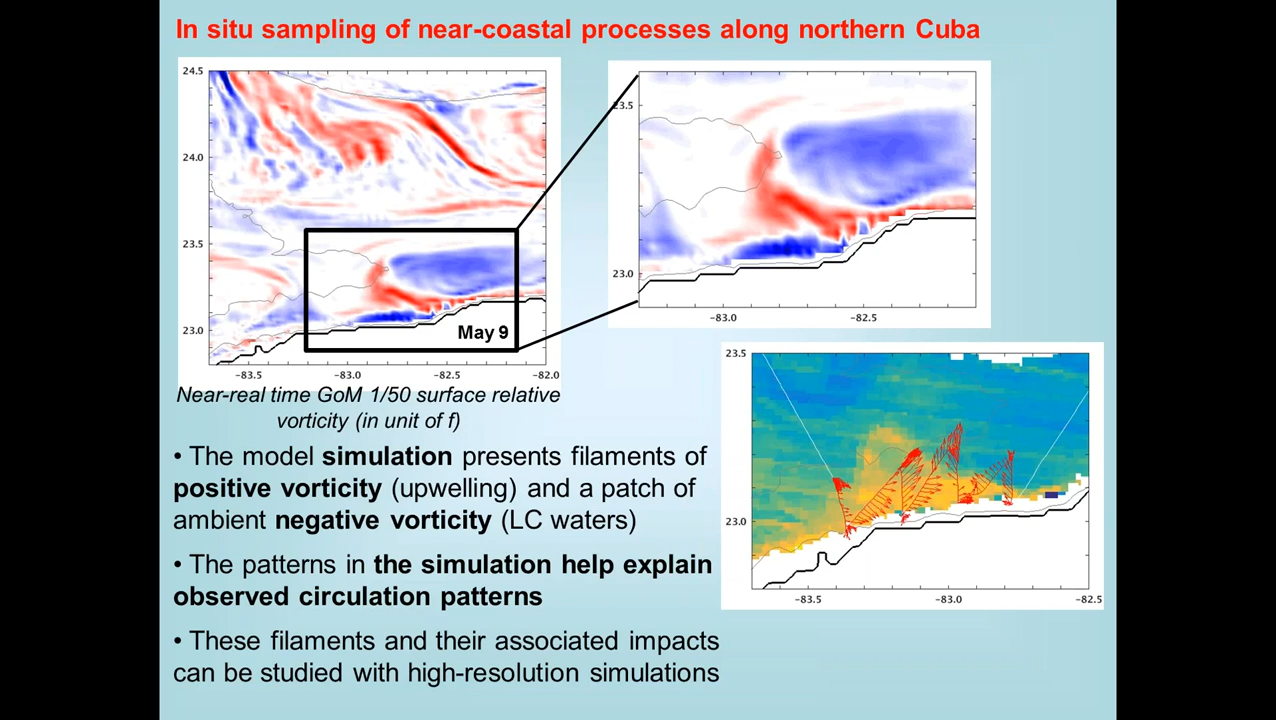 In situ sampling of near-coastal processes along northern Cuba
24.5
24.0
23.5
23.0
−83.5 −83.0 −82.5 −82.0
May 9
23.5
23.0
−83.0 −82.5
Near-real time GoM 1/50 surface relative
vorticity (in unit of f)
23.5
23.0
−83.5 −83.0 −82.5
• The model simulation presents filaments of
positive vorticity (upwelling) and a patch of
ambient negative vorticity (LC waters)
• The patterns in the simulation help explain
observed circulation patterns
• These filaments and their associated impacts
can be studied with high-resolution simulations